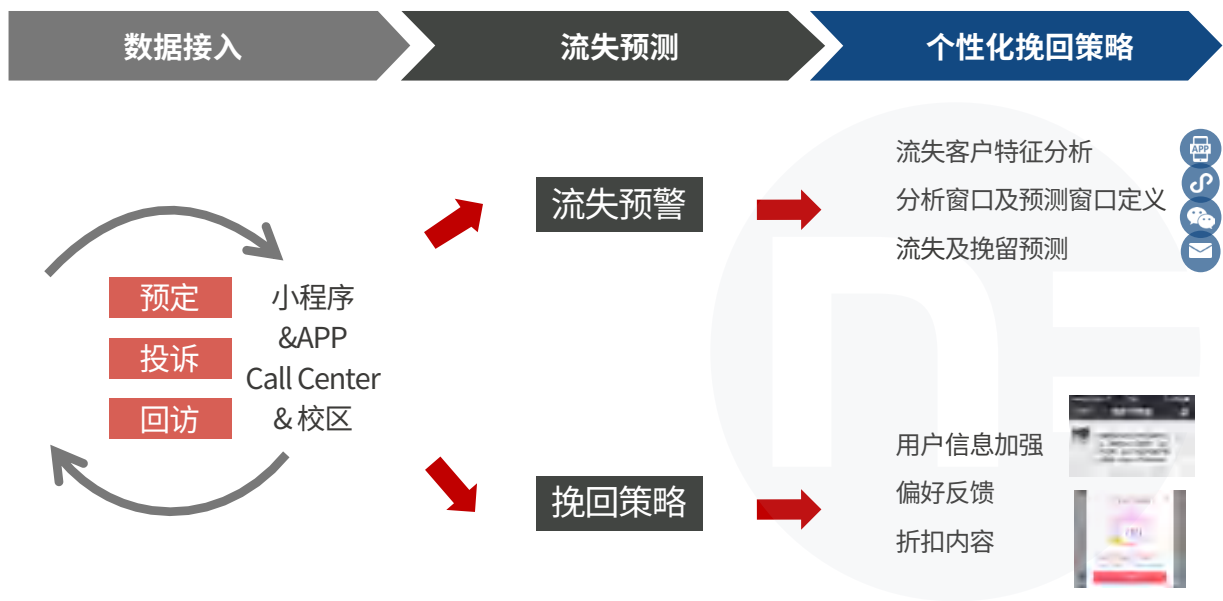 数据接入
流失预测
个性化挽回策略
预定
投诉
回访
小程序
&APP
Call Center
& 校区
流失预警
挽回策略
流失客户特征分析
分析窗口及预测窗口定义
流失及挽留预测
APP
用户信息加强
偏好反馈
折扣内容